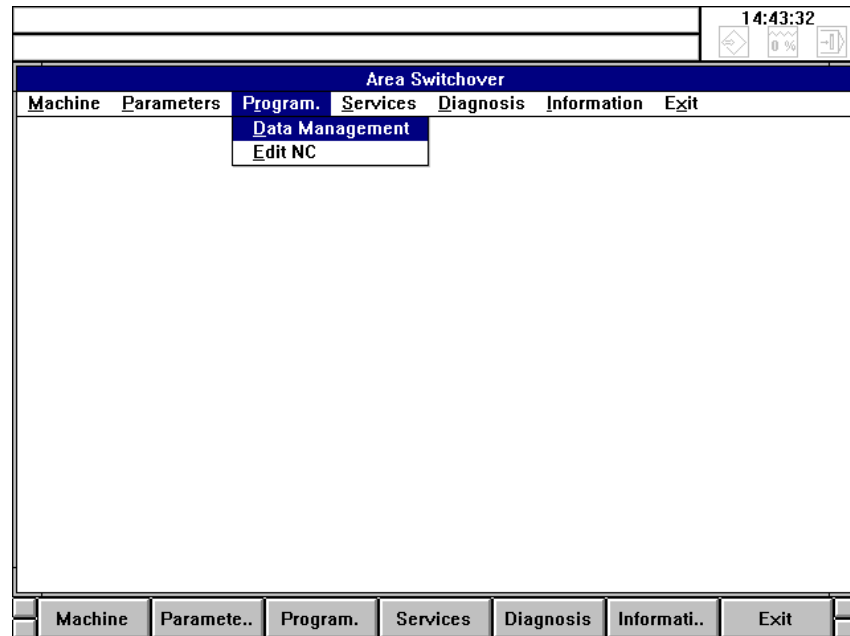 14:43:32
0 %
Area Switchover
Machine Parameters Program. Services Diagnosis Information Exit
Data Management
Edit NC
Machine Paramete.. Program. Services Diagnosis Informati.. Exit